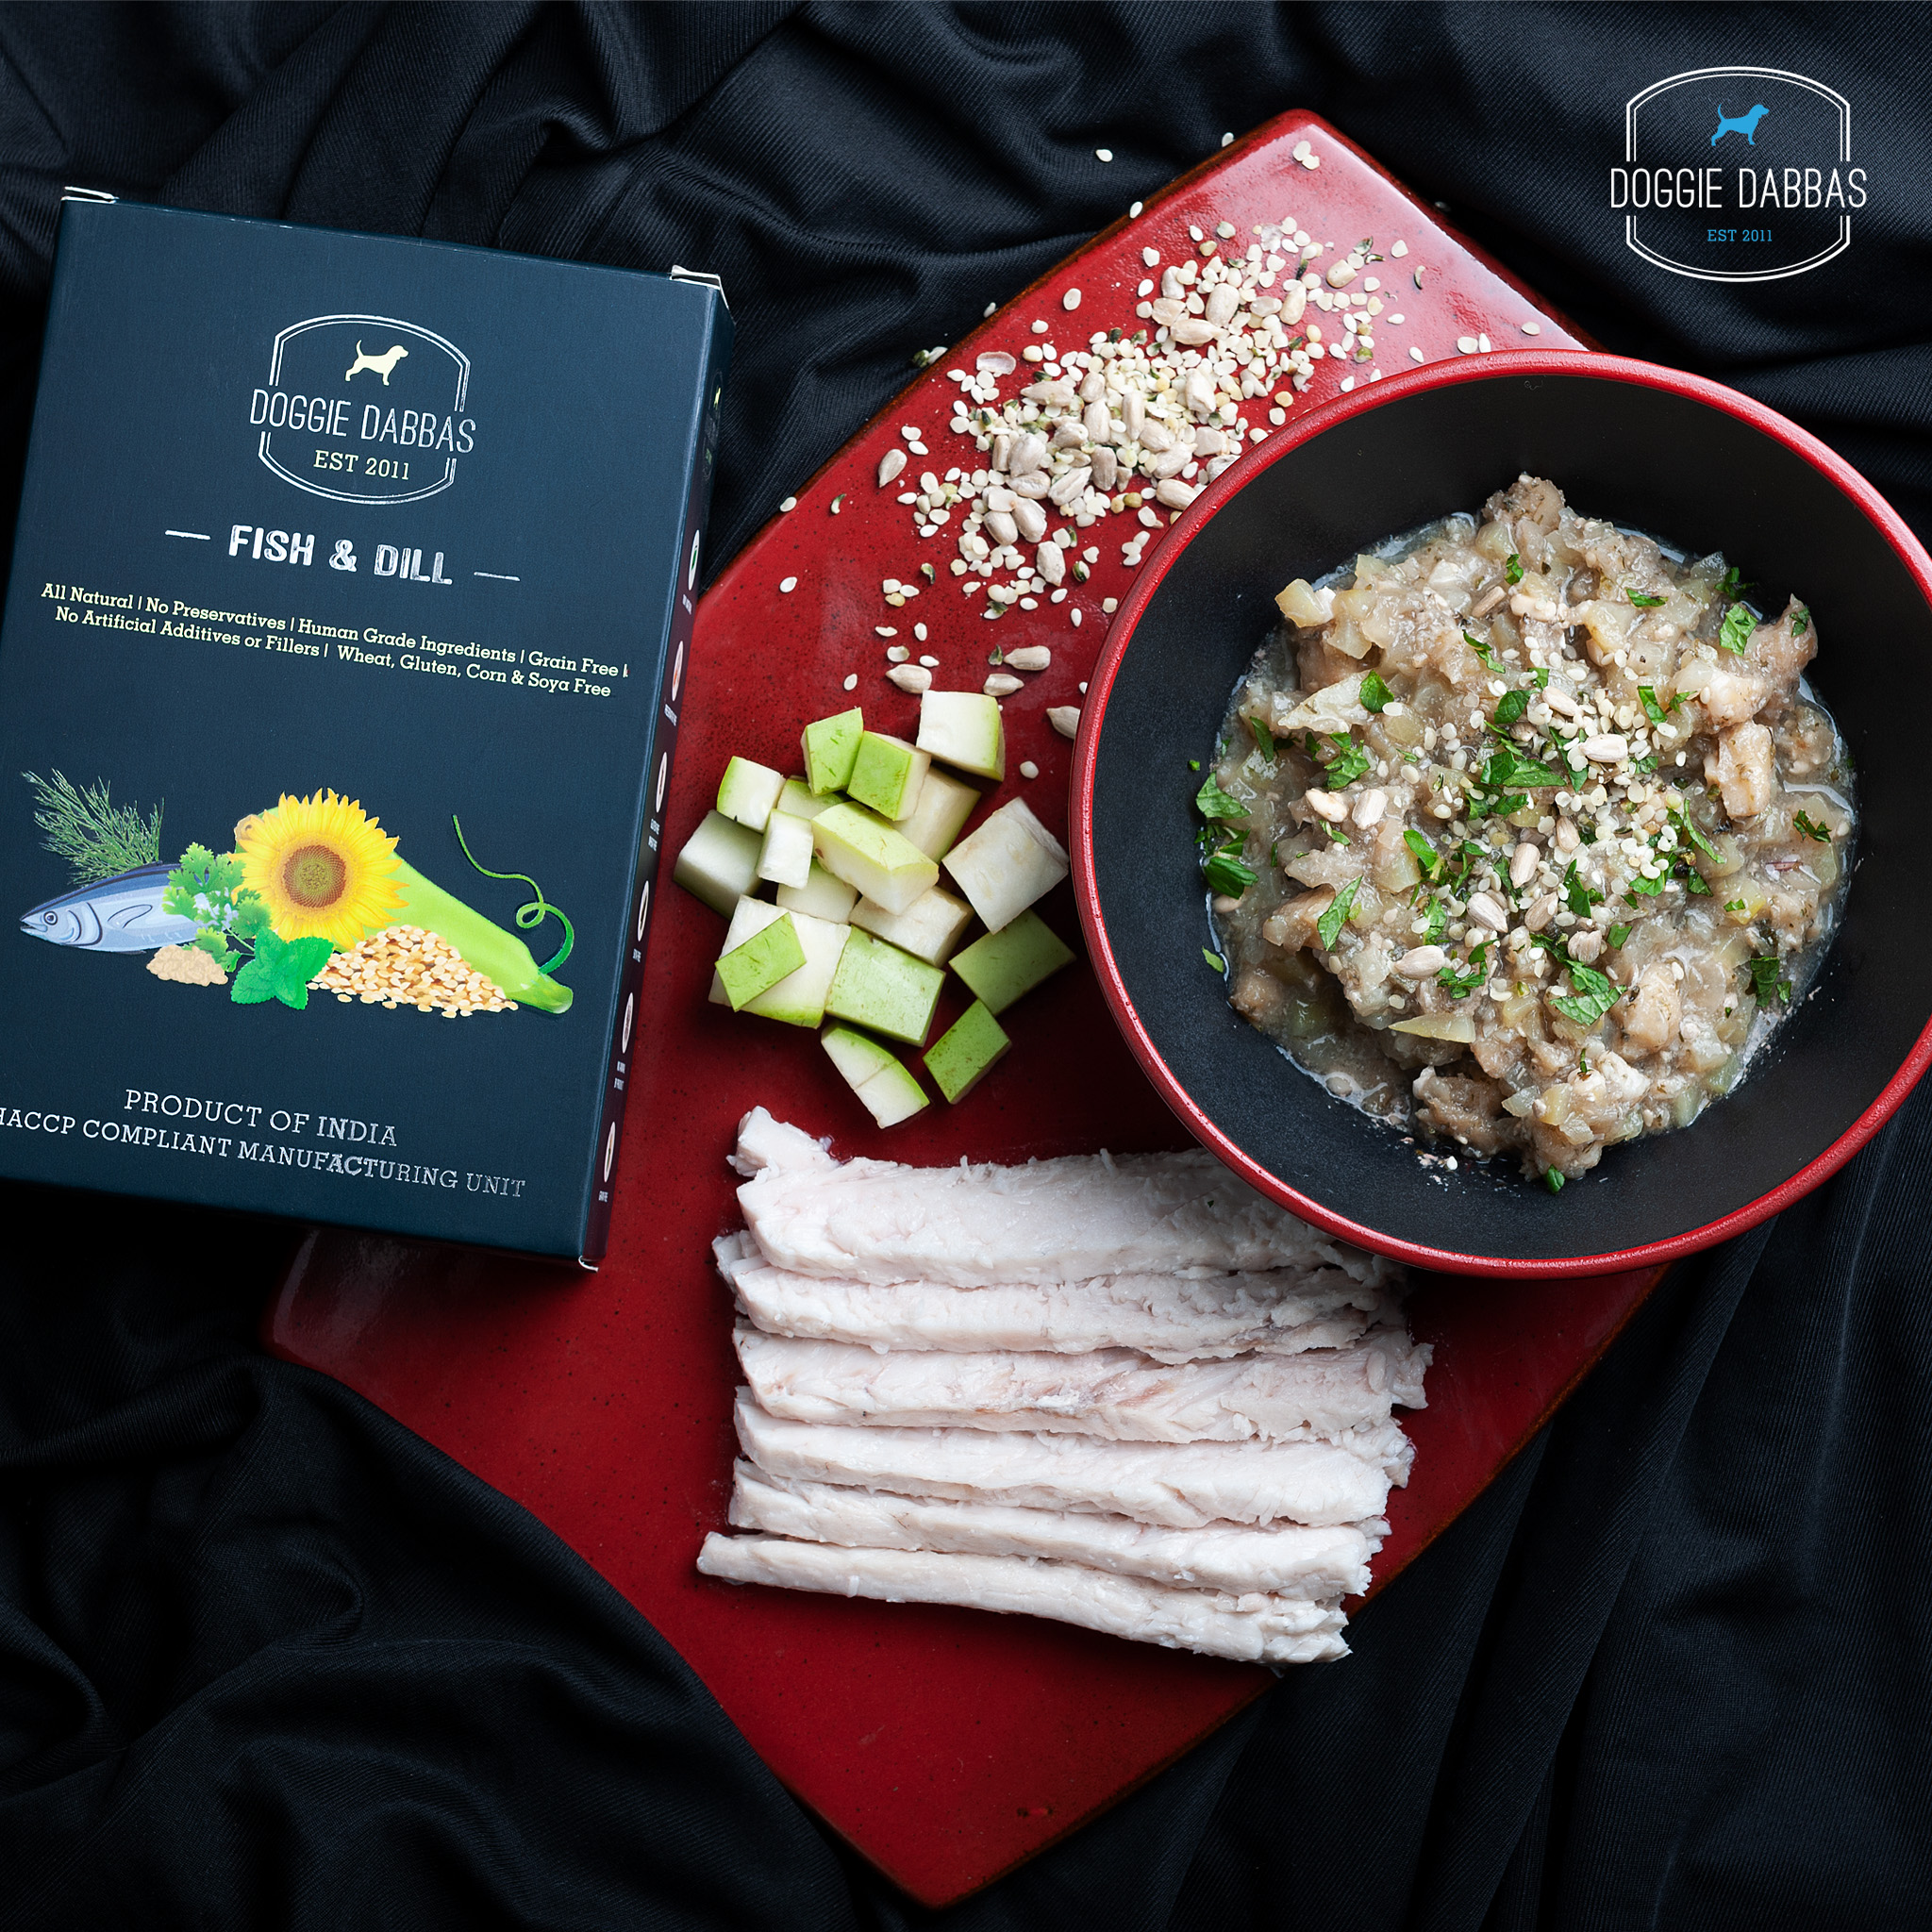 DOGGIE DABBAS
EST 2011
DOGGIE DABBAS
EST 2011
FISH & DILL
All Natural | No Preservatives | Human Grade Ingredients | Grain Free |
No Artificial Additives or Fillers | Wheat, Gluten, Corn & Soya Free
PRODUCT OF INDIA
HACCP COMPLIANT MANUFACTURING UNIT